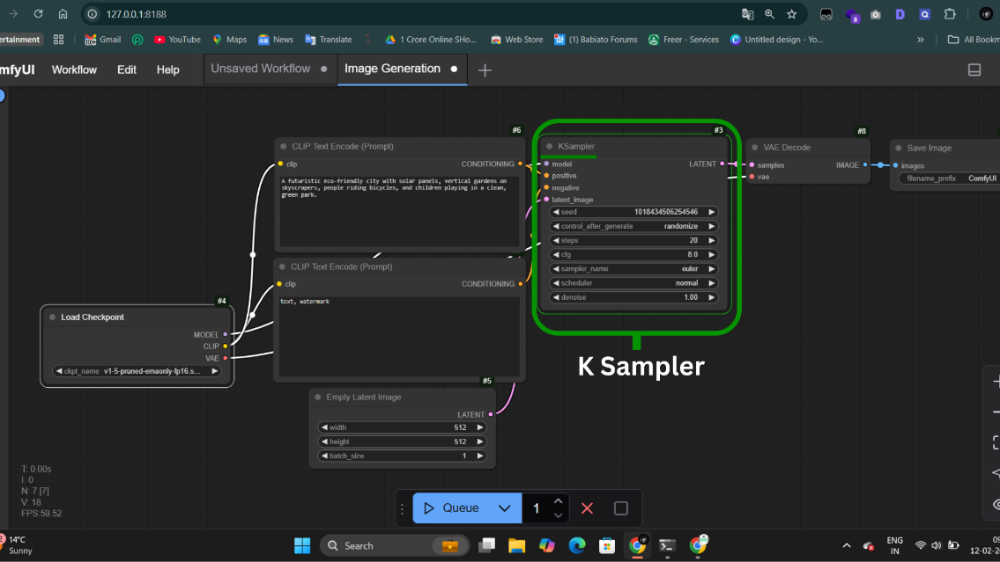 127.0.0.1:8188
8
ertainment
Gmail
YouTube
Maps
News
Translate
1 Crore Online SHo...
Web Store
(1) Babiato Forums
Freer - Services
Untitled design - Yo...
»
All Bookm
mfyUI
Workflow
Edit
Help
Unsaved Workflow
Image Generation
#6
CLIP Text Encode (Prompt)
clip
CONDITIONING
A futuristic eco-friendly city with solar panels, vertical gardens on
skyscrapers, people riding bicycles, and children playing in a clean,
green park.
CLIP Text Encode (Prompt)
clip
CONDITIONING
text, watermark
#4
Load Checkpoint
MODEL
CLIP
VAE
ckpt_name v1-5-pruned-emaonly-fp16.s...
#5
Empty Latent Image
LATENT
width 512
height 512
batch_size 1
#3
KSampler
model
LATENT
positive
negative
latent_image
seed 1018434506254546
control_after_generate randomize
steps 20
cfg 8.0
sampler_name euler
scheduler normal
denoise 1.00
K Sampler
#8
VAE Decode
samples
IMAGE
vae
Save Image
images
filename_prefix ComfyUI
T: 0.00s
I: 0
N: 7 [7]
V: 18
FPS:59.52
Queue
1
14°C
Sunny
Search
ENG
IN
09
12-02-2